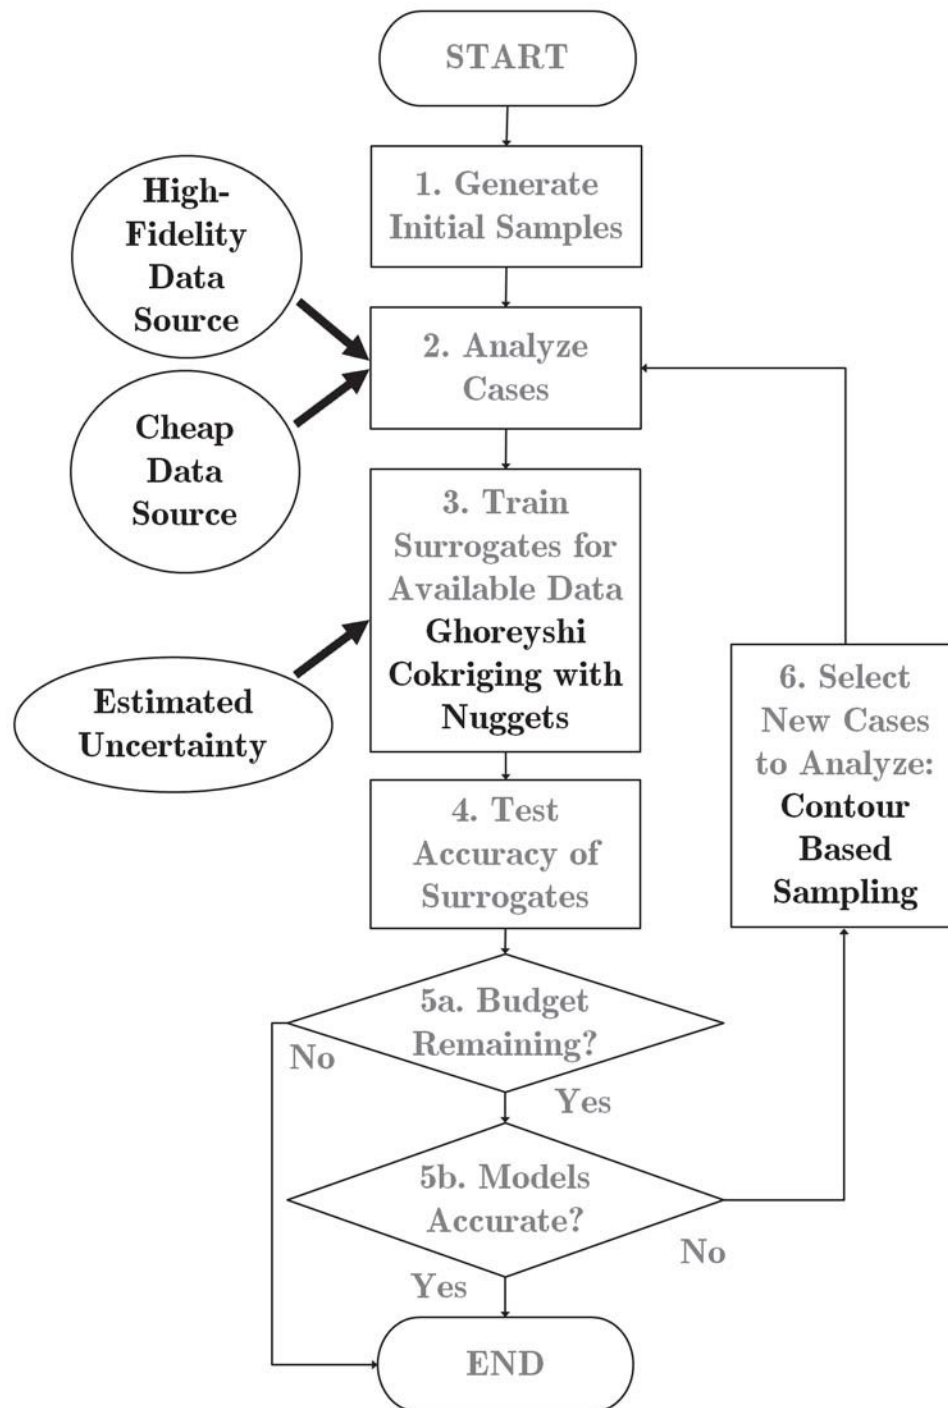 START
1. Generate
Initial Samples
High-
Fidelity
Data
Source
2. Analyze
Cases
Cheap
Data
Source
3. Train
Surrogates for
Available Data
Ghoreyshi
Cokriging with
Nuggets
Estimated
Uncertainty
6. Select
New Cases
to Analyze:
Contour
Based
Sampling
4. Test
Accuracy of
Surrogates
5a. Budget
Remaining?
No
Yes
5b. Models
Accurate?
No
Yes
END